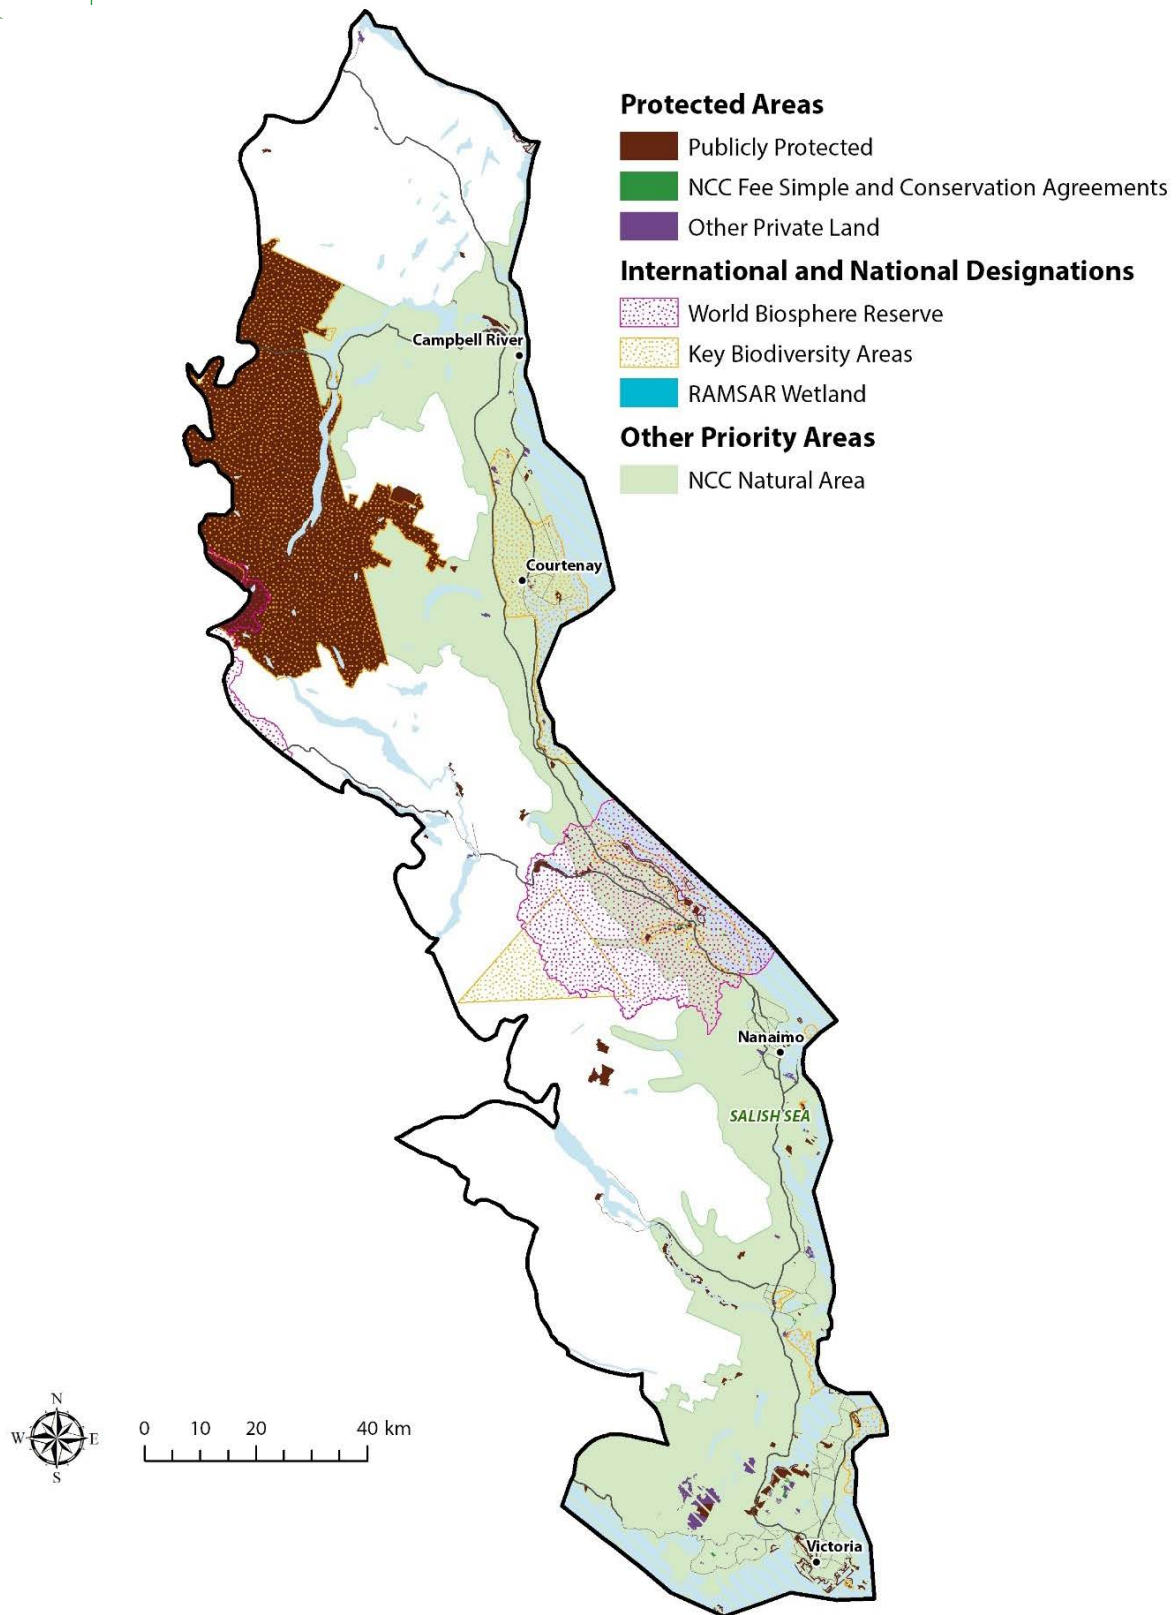 Protected Areas
Publicly Protected
NCC Fee Simple and Conservation Agreements
Other Private Land
International and National Designations
World Biosphere Reserve
Key Biodiversity Areas
RAMSAR Wetland
Other Priority Areas
NCC Natural Area
Campbell River
Courtenay
Nanaimo
SALISH SEA
N
W E
S
0 10 20 40 km
Victoria